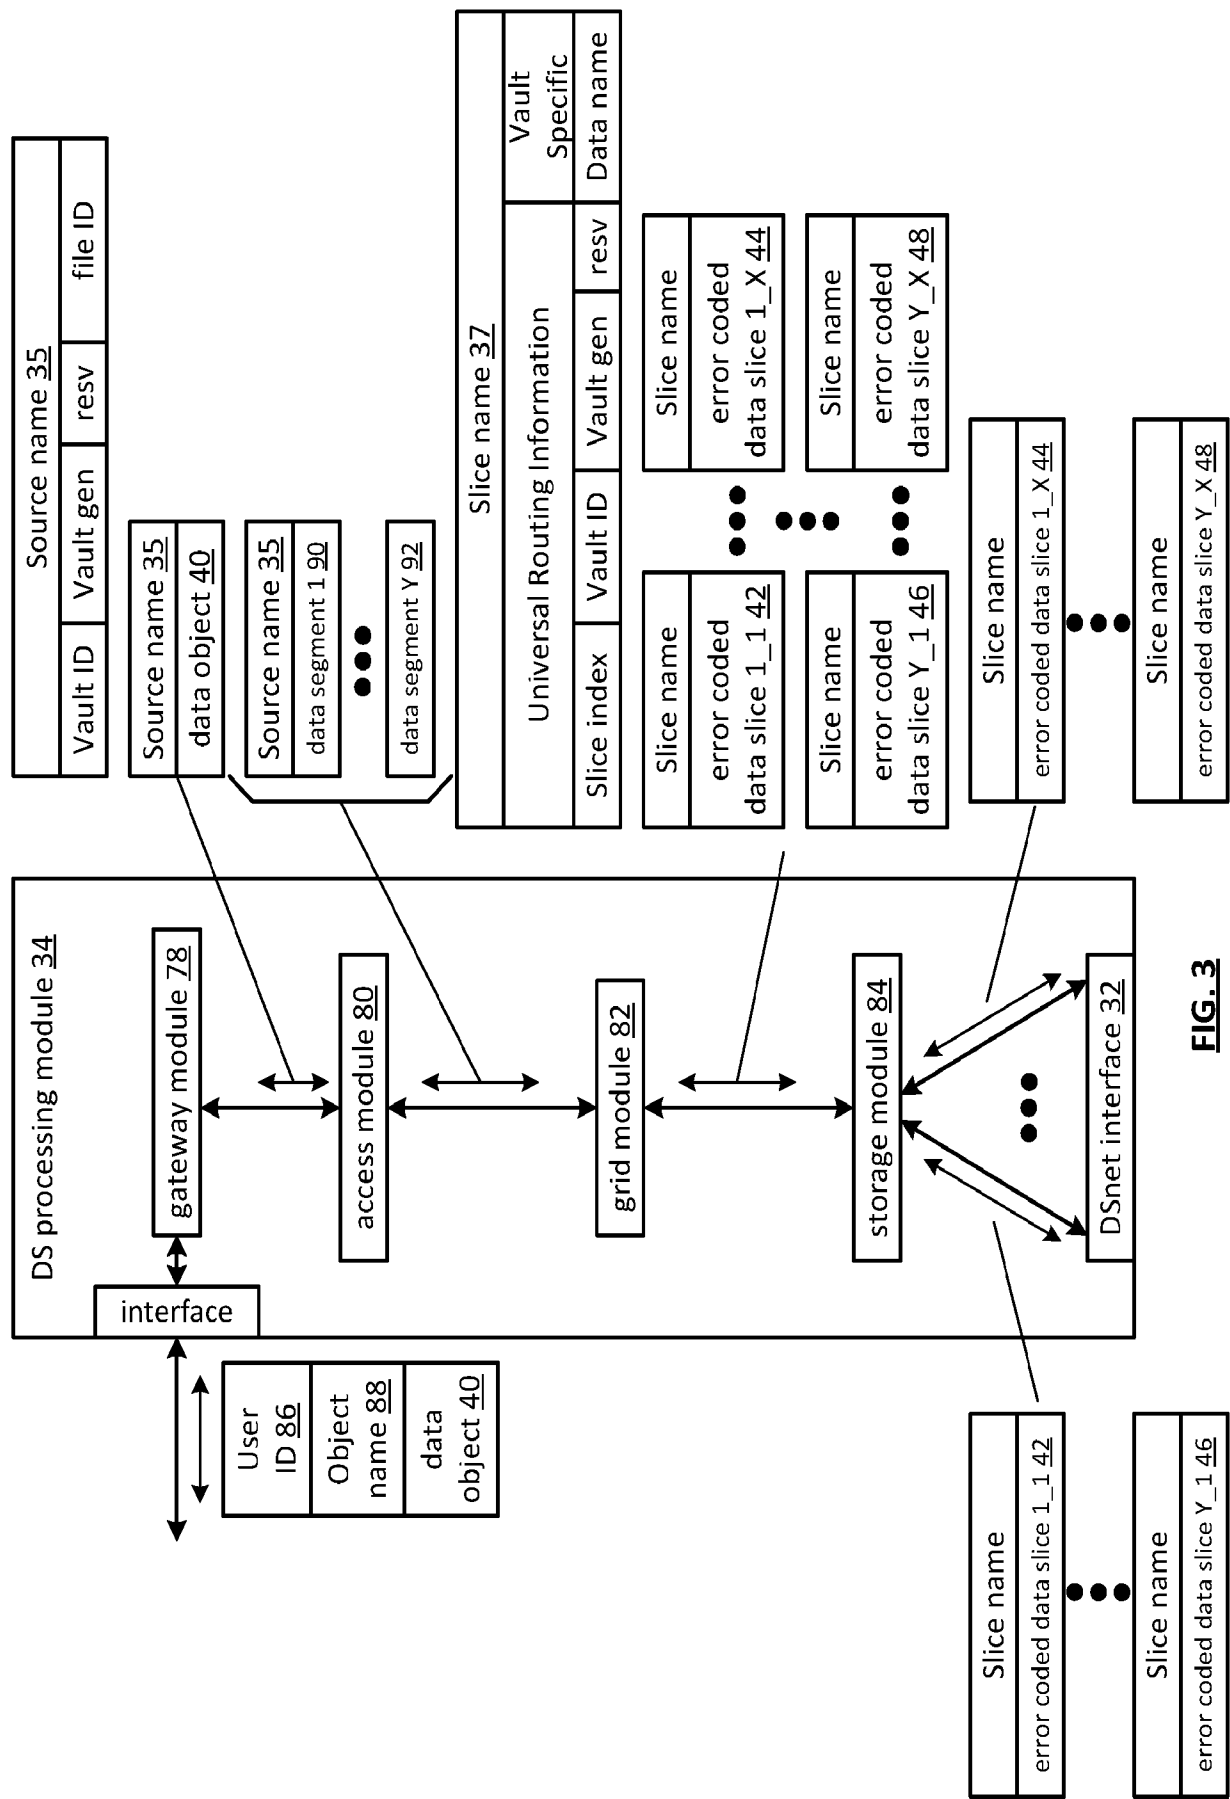 DS processing module 34
interface
gateway module 78
access module 80
grid module 82
storage module 84
DSnet interface 32
User
ID 86
Object
name 88
data
object 40
Source name 35
Vault ID
Vault gen
resv
file ID
Source name 35
data object 40
Source name 35
data segment 1 90
data segment Y 92
Slice name 37
Universal Routing Information
Vault
Specific
Slice index
Vault ID
Vault gen
resv
Data name
Slice name
error coded
data slice 1_1 42
Slice name
error coded
data slice 1_X 44
Slice name
error coded
data slice Y_1 46
Slice name
error coded
data slice Y_X 48
Slice name
error coded data slice 1_1 42
Slice name
error coded data slice Y_1 46
Slice name
error coded data slice 1_X 44
Slice name
error coded data slice Y_X 48
FIG. 3